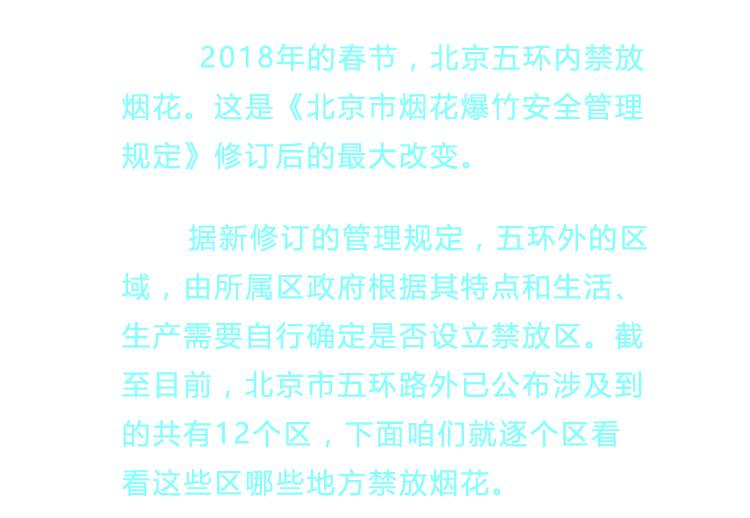 2018年的春节，北京五环内禁放
烟花。这是《北京市烟花爆竹安全管理
规定》修订后的最大改变。
据新修订的管理规定，五环外的区
域，由所属区政府根据其特点和生活、
生产需要自行确定是否设立禁放区。截
至目前，北京市五环路外已公布涉及到
的共有12个区，下面咱们就逐个区看
看这些区哪些地方禁放烟花。